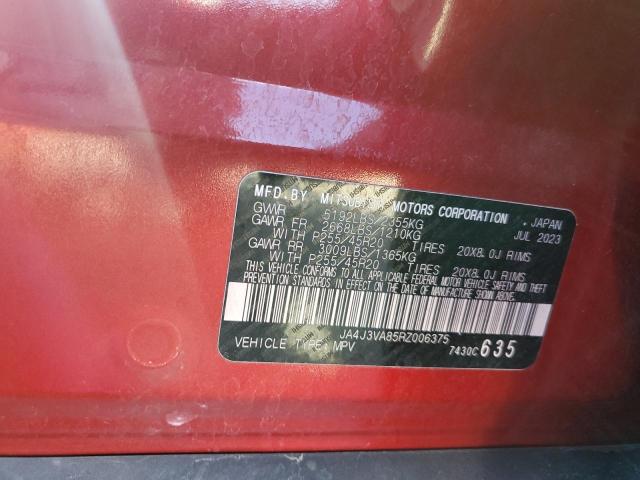 MFD.BY MITSUBISHI MOTORS CORPORATION , JAPAN
GVWR 5192LBS/2355KG JUL 2023
GAWR FR 2668LBS/1210KG
WITH P255/45R20 TIRES 20X8.0J RIMS
GAWR RR 3009LBS/1365KG
WITH P255/45R20 TIRES 20X8.0J RIMS
THIS VEHICLE CONFORMS TO ALL APPLICABLE FEDERAL MOTOR VEHICLE SAFETY AND THEFT
PREVENTION STANDARDS IN EFFECT ON THE DATE OF MANUFACTURE SHOWN ABOVE.
JA4J3VA85RZ006375
VEHICLE TYPE: MPV 7430C 635